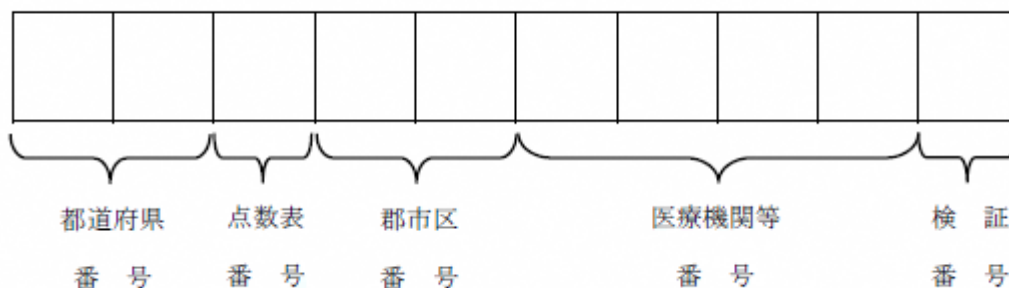 都道府県 点数表 郡市区 医療機関等 検 証
番 号 番 号 番 号 番 号 番 号